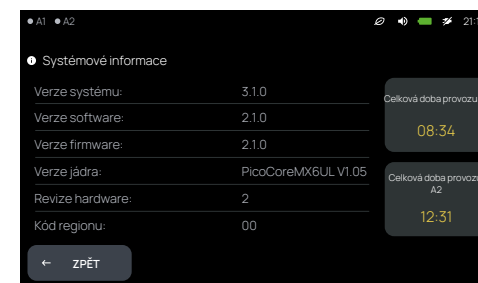 A1 A2
Systémové informace
Verze systému: 3.1.0
Verze software: 2.1.0
Verze firmware: 2.1.0
Verze jádra: PicoCoreMX6UL V1.05
Revize hardware: 2
Kód regionu: 00
Celková doba provozu
08:34
Celková doba provozu
A2
12:31
← ZPĚT